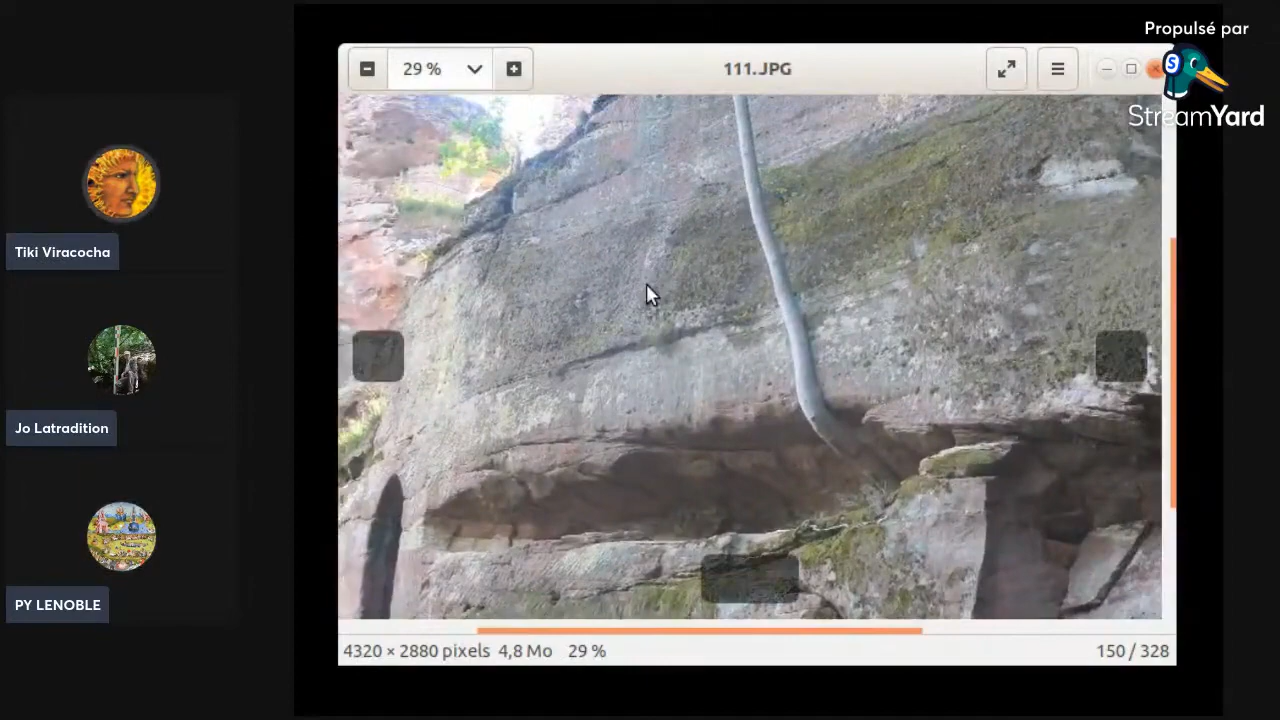 Propulsé par
StreamYard
29 %
111.JPG
Tiki Viracocha
Jo Latradition
PY LENOBLE
4320 × 2880 pixels 4,8 Mo 29 %
150 / 328